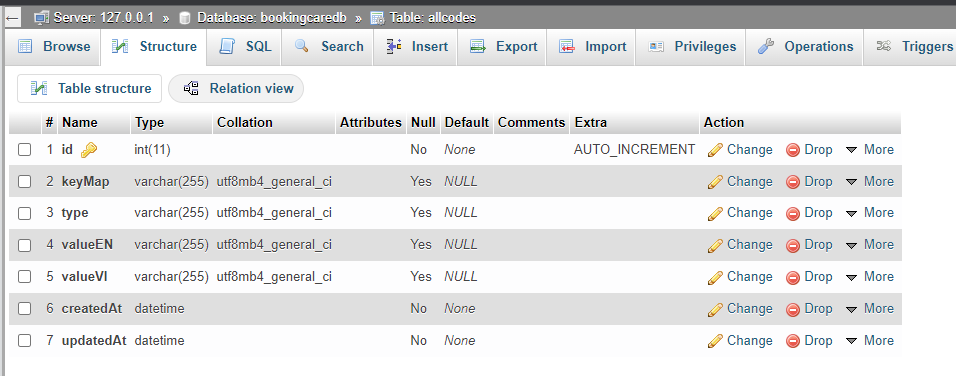 Server: 127.0.0.1 » Database: bookingcaredb » Table: allcodes
Browse Structure SQL Search Insert Export Import Privileges Operations Triggers
Table structure Relation view
# Name Type Collation Attributes Null Default Comments Extra Action
1 id int(11) No None AUTO_INCREMENT Change Drop More
2 keyMap varchar(255) utf8mb4_general_ci Yes NULL Change Drop More
3 type varchar(255) utf8mb4_general_ci Yes NULL Change Drop More
4 valueEN varchar(255) utf8mb4_general_ci Yes NULL Change Drop More
5 valueVI varchar(255) utf8mb4_general_ci Yes NULL Change Drop More
6 createdAt datetime No None Change Drop More
7 updatedAt datetime No None Change Drop More